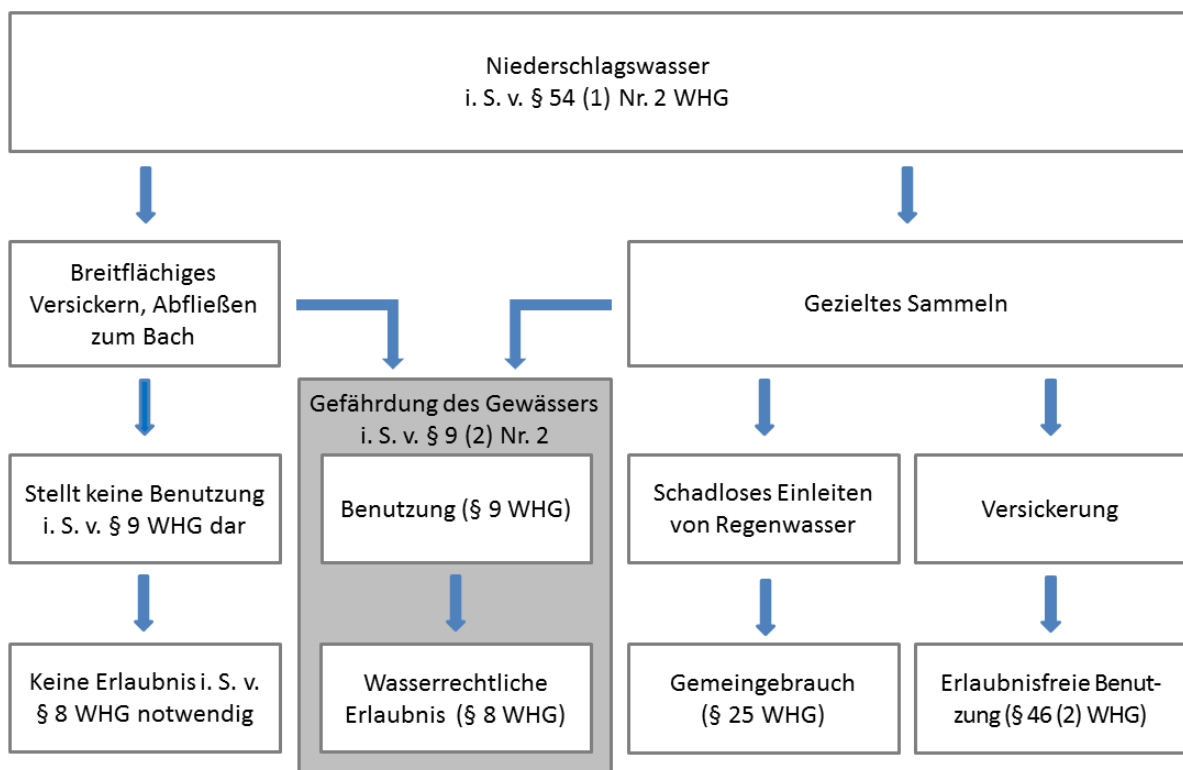 Niederschlagswasser
i. S. v. § 54 (1) Nr. 2 WHG
Breitflächiges
Versickern, Abfließen
zum Bach
Gezieltes Sammeln
Gefährdung des Gewässers
i. S. v. § 9 (2) Nr. 2
Stellt keine Benutzung
i. S. v. § 9 WHG dar
Benutzung (§ 9 WHG)
Schadloses Einleiten
von Regenwasser
Versickerung
Keine Erlaubnis i. S. v.
§ 8 WHG notwendig
Wasserrechtliche
Erlaubnis (§ 8 WHG)
Gemeingebrauch
(§ 25 WHG)
Erlaubnisfreie Benut-
zung (§ 46 (2) WHG)